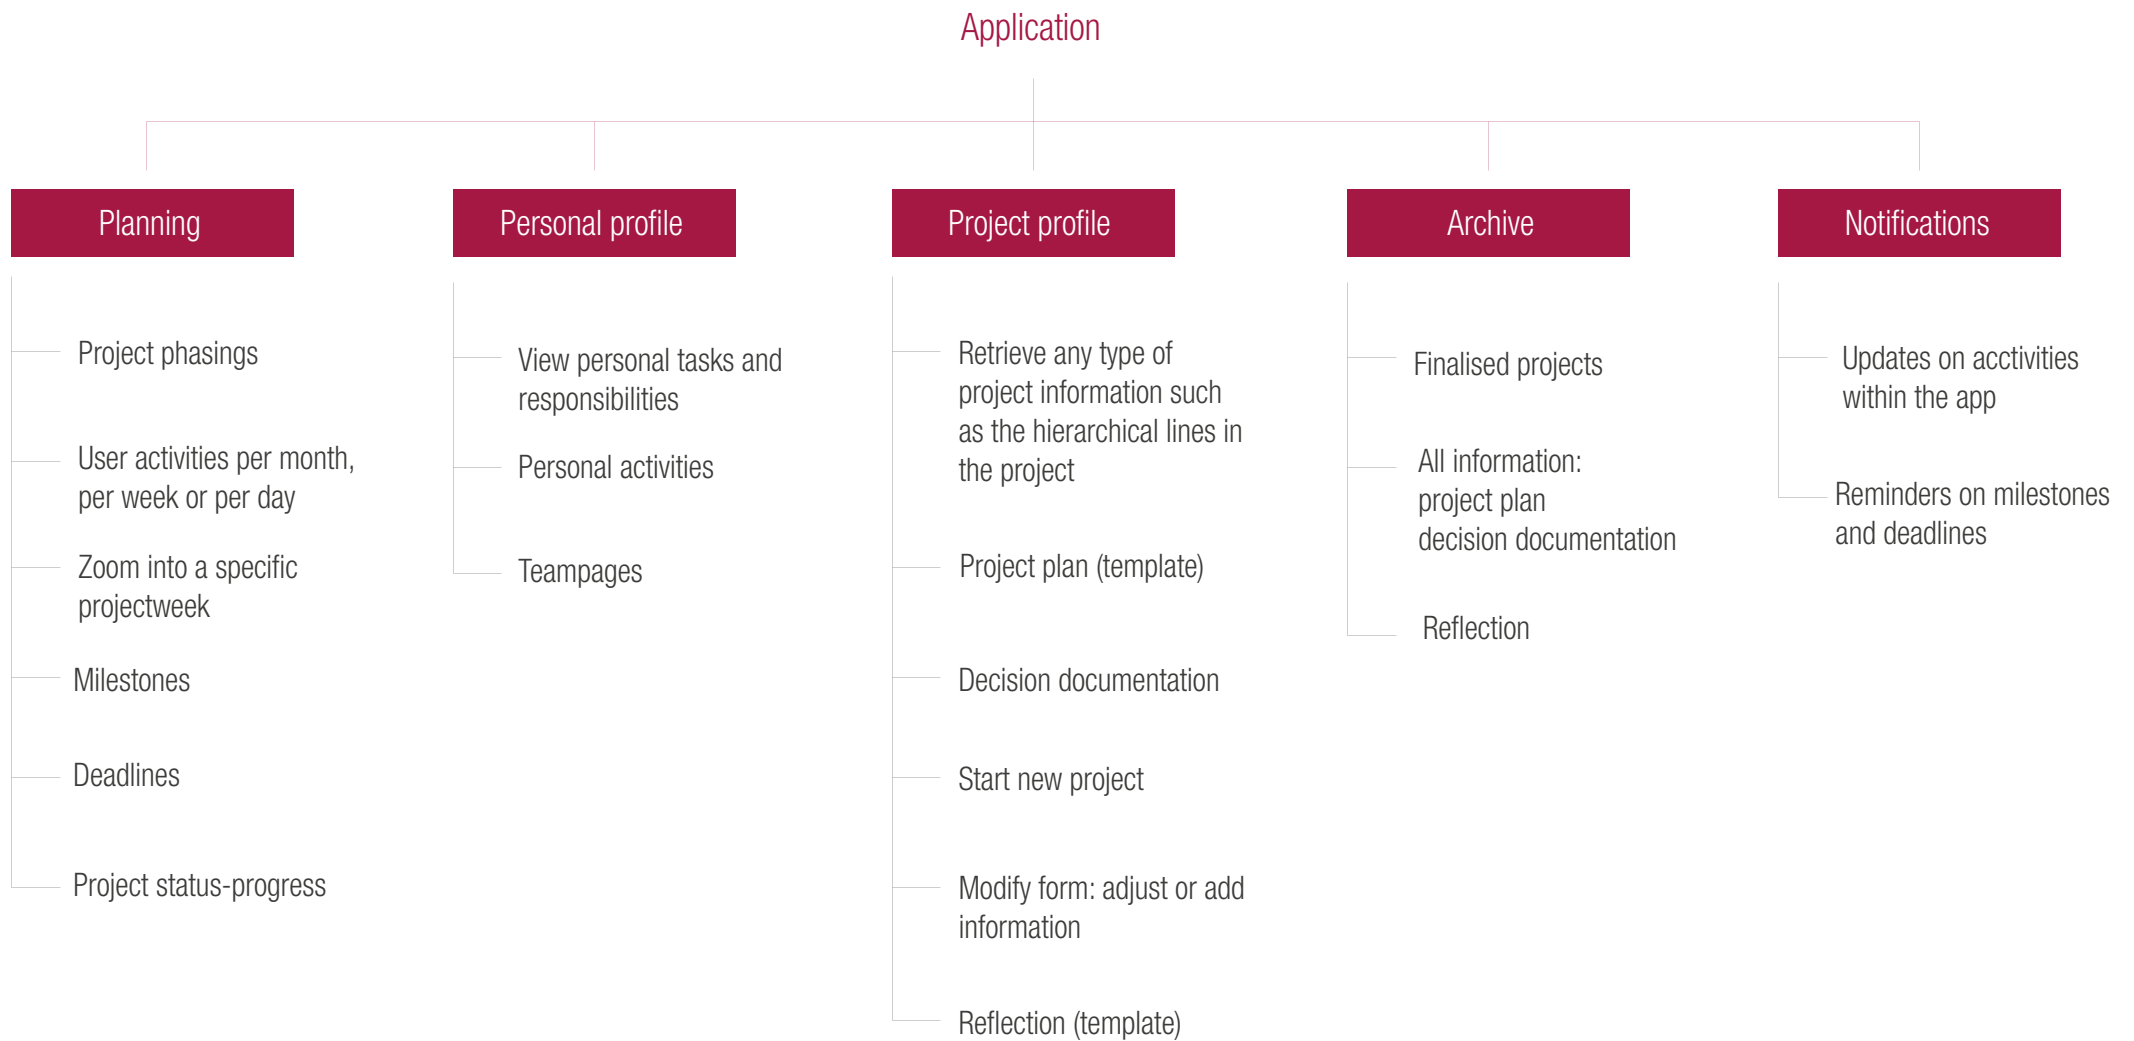 Application
Planning
Personal profile
Project profile
Archive
Notifications
Project phasings
User activities per month,
per week or per day
Zoom into a specific
projectweek
Milestones
Deadlines
Project status-progress
View personal tasks and
responsibilities
Personal activities
Teampages
Retrieve any type of
project information such
as the hierarchical lines in
the project
Project plan (template)
Decision documentation
Start new project
Modify form: adjust or add
information
Reflection (template)
Finalised projects
All information:
project plan
decision documentation
Reflection
Updates on acctivities
within the app
Reminders on milestones
and deadlines